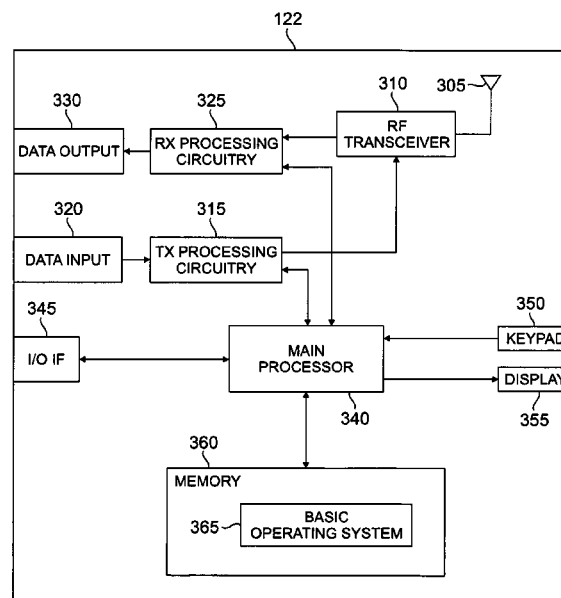 122
330
325
310
305
DATA OUTPUT
RX PROCESSING
CIRCUITRY
RF
TRANSCEIVER
320
315
DATA INPUT
TX PROCESSING
CIRCUITRY
345
350
I/O IF
MAIN
PROCESSOR
KEYPAD
DISPLAY
340
355
360
MEMORY
365
BASIC
OPERATING SYSTEM